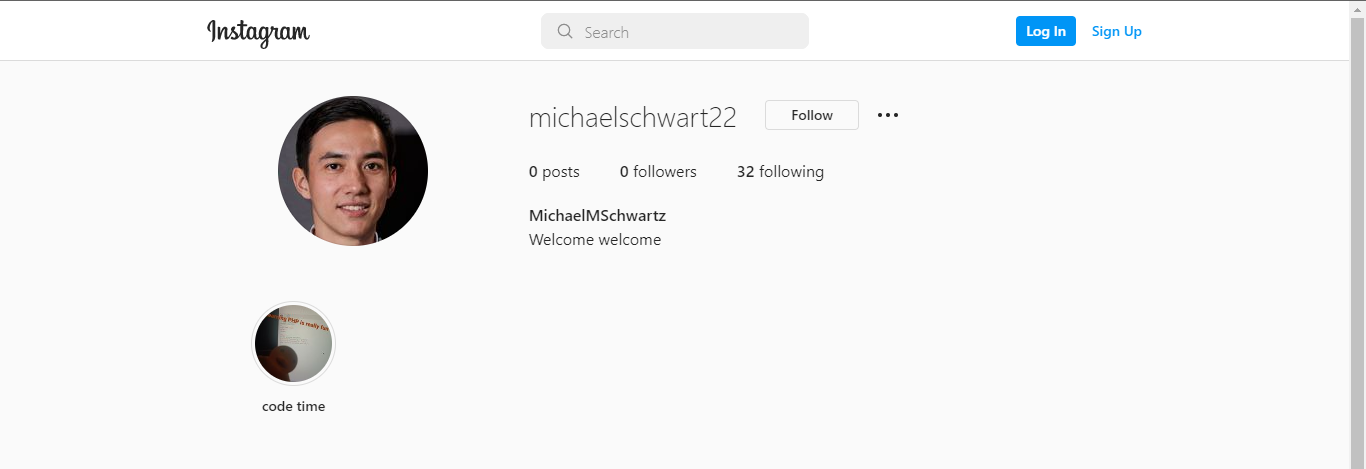 Instagram
Search
Log In
Sign Up
michaelschwart22
Follow
0 posts 0 followers 32 following
MichaelMSchwartz
Welcome welcome
PHP is really fun
code time